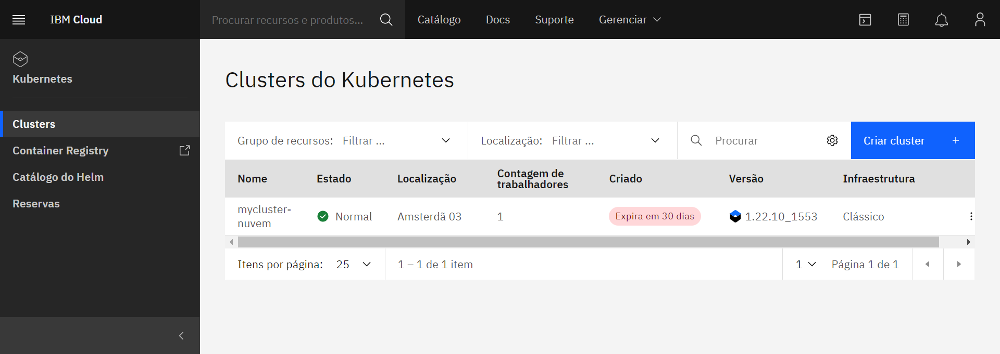 IBM Cloud
Procurar recursos e produtos...
Catálogo
Docs
Suporte
Gerenciar
Kubernetes
Clusters
Container Registry
Catálogo do Helm
Reservas
Clusters do Kubernetes
Grupo de recursos: Filtrar ...
Localização: Filtrar ...
Procurar
Criar cluster +
Nome
Estado
Localização
Contagem de
trabalhadores
Criado
Versão
Infraestrutura
mycluster-
nuvem
Normal
Amsterdã 03
1
Expira em 30 dias
1.22.10_1553
Clássico
Itens por página: 25
1 – 1 de 1 item
1
Página 1 de 1